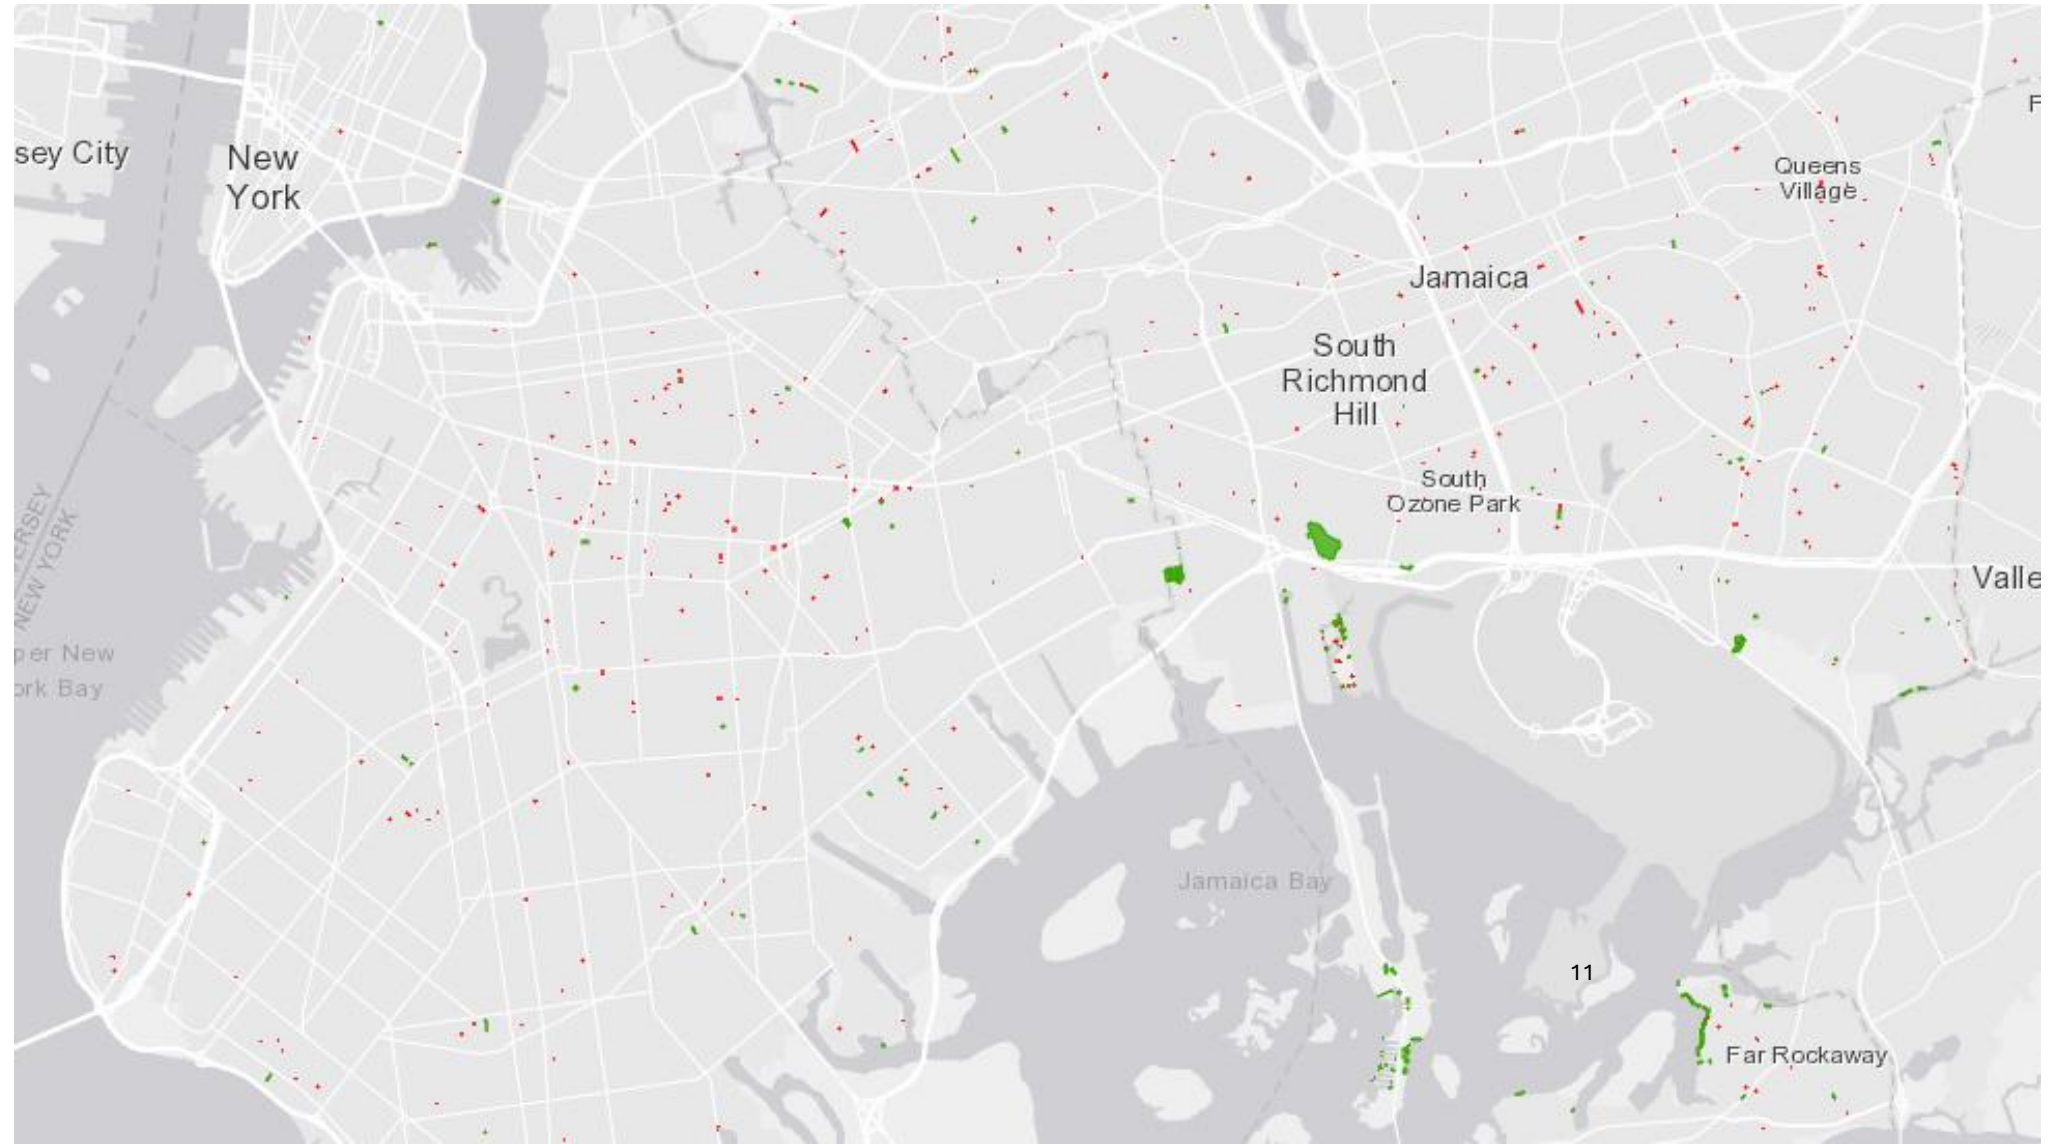 F
sey City
New
York
Queens
Village
Jamaica
South
Richmond
Hill
South
Ozone Park
ERSEY
NEW YORK
Valle
per New
ork Bay
Jamaica Bay
11
Far Rockaway